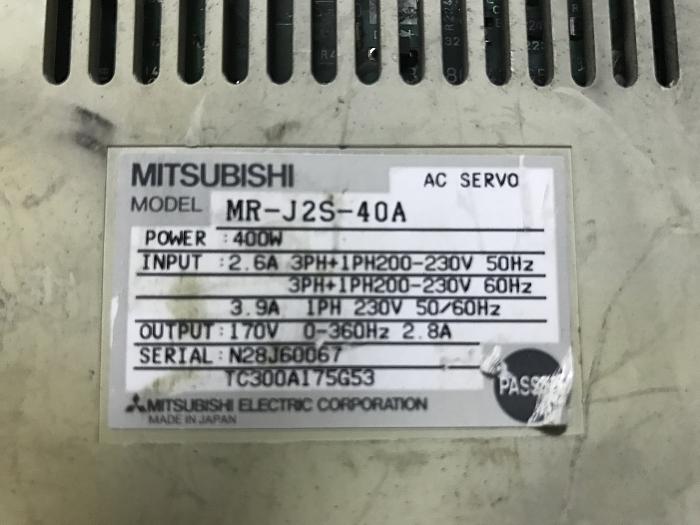 MITSUBISHI
AC SERVO
MODEL MR-J2S-40A
POWER :400W
INPUT :2.6A 3PH+1PH200-230V 50Hz
3PH+1PH200-230V 60Hz
3.9A 1PH 230V 50/60Hz
OUTPUT:170V 0-360Hz 2.8A
SERIAL:N28J60067
TC300A175G53
PASS
MITSUBISHI ELECTRIC CORPORATION
MADE IN JAPAN